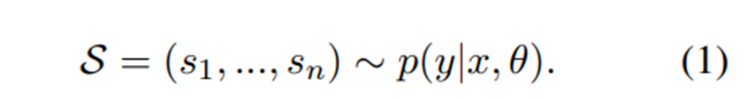 𝒮 = (s₁, ..., sₙ) ∼ p(y|x, θ). (1)